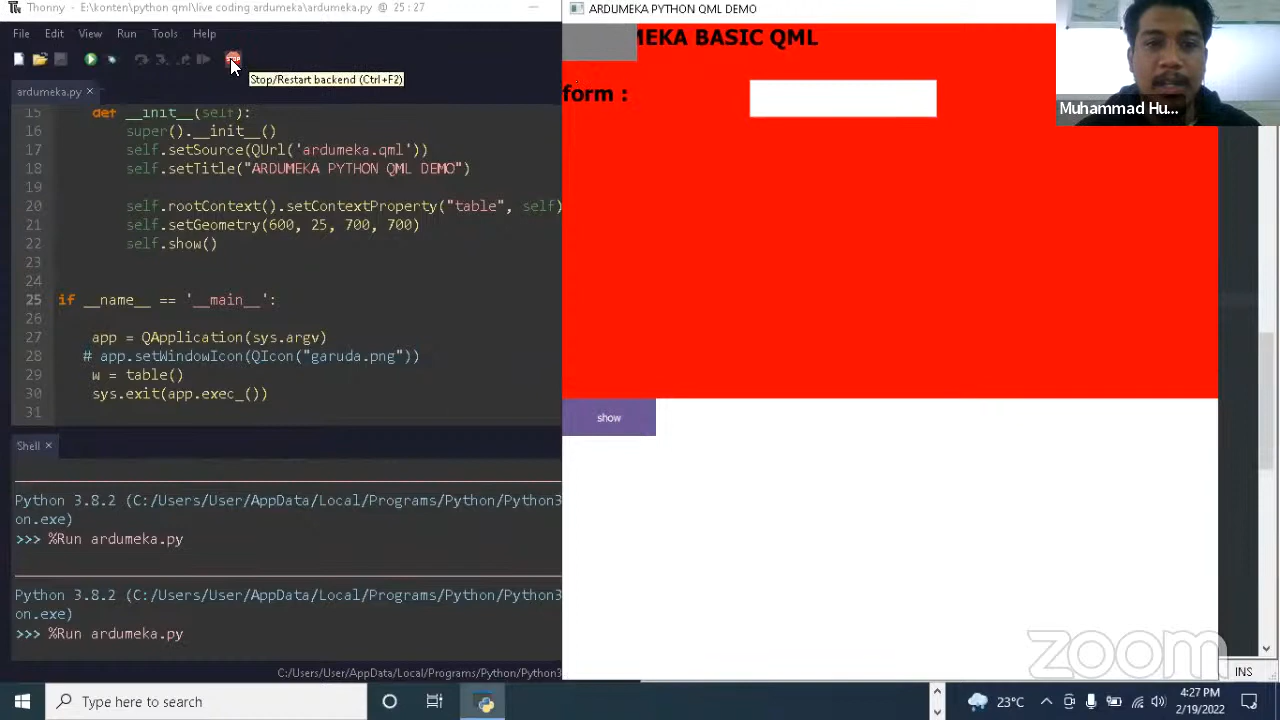 Thonny - E:\konten\python qml\live coding ardumeka\ardumeka.py @ 25 : 27
File Edit View Run Tools Help
Stop/Restart backend (Ctrl+F2)
ardumeka.py ×
15 def __init__(self):
16 super().__init__()
17 self.setSource(QUrl('ardumeka.qml'))
18 self.setTitle("ARDUMEKA PYTHON QML DEMO")
19
20 self.rootContext().setContextProperty("table", self)
21 self.setGeometry(600, 25, 700, 700)
22 self.show()
23
24
25 if __name__ == '__main__':
26
27 app = QApplication(sys.argv)
28 # app.setWindowIcon(QIcon("garuda.png"))
29 w = table()
30 sys.exit(app.exec_())
31
Shell ×
Python 3.8.2 (C:/Users/User/AppData/Local/Programs/Python/Python3
on.exe)
>>> %Run ardumeka.py
Python 3.8.2 (C:/Users/User/AppData/Local/Programs/Python/Python3
on.exe)
>>> %Run ardumeka.py
C:/Users/User/AppData/Local/Programs/Python/Python3
ARDUMEKA PYTHON QML DEMO
MEKA BASIC QML
form :
show
Muhammad Hu...
zoom
INS
Type here to search
23°C
4:27 PM
2/19/2022